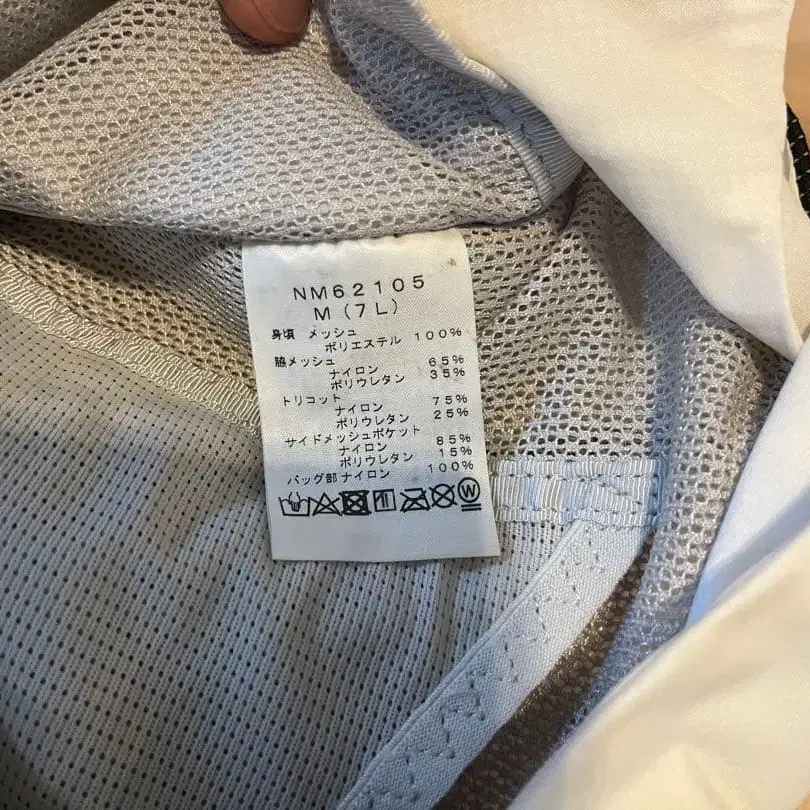 NM62105
M(7L)
身頃 メッシュ
ポリエステル 100%
脇メッシュ
ナイロン 65%
ポリウレタン 35%
トリコット
ナイロン 75%
ポリウレタン 25%
サイドメッシュポケット
ナイロン 85%
ポリウレタン 15%
バッグ部 ナイロン 100%
W